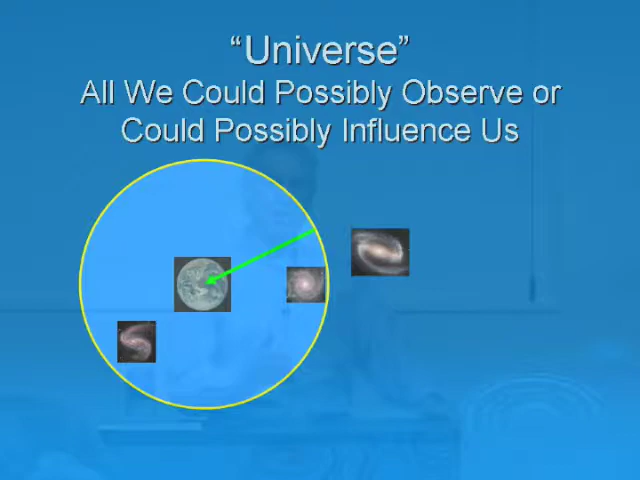 “Universe”
All We Could Possibly Observe or
Could Possibly Influence Us